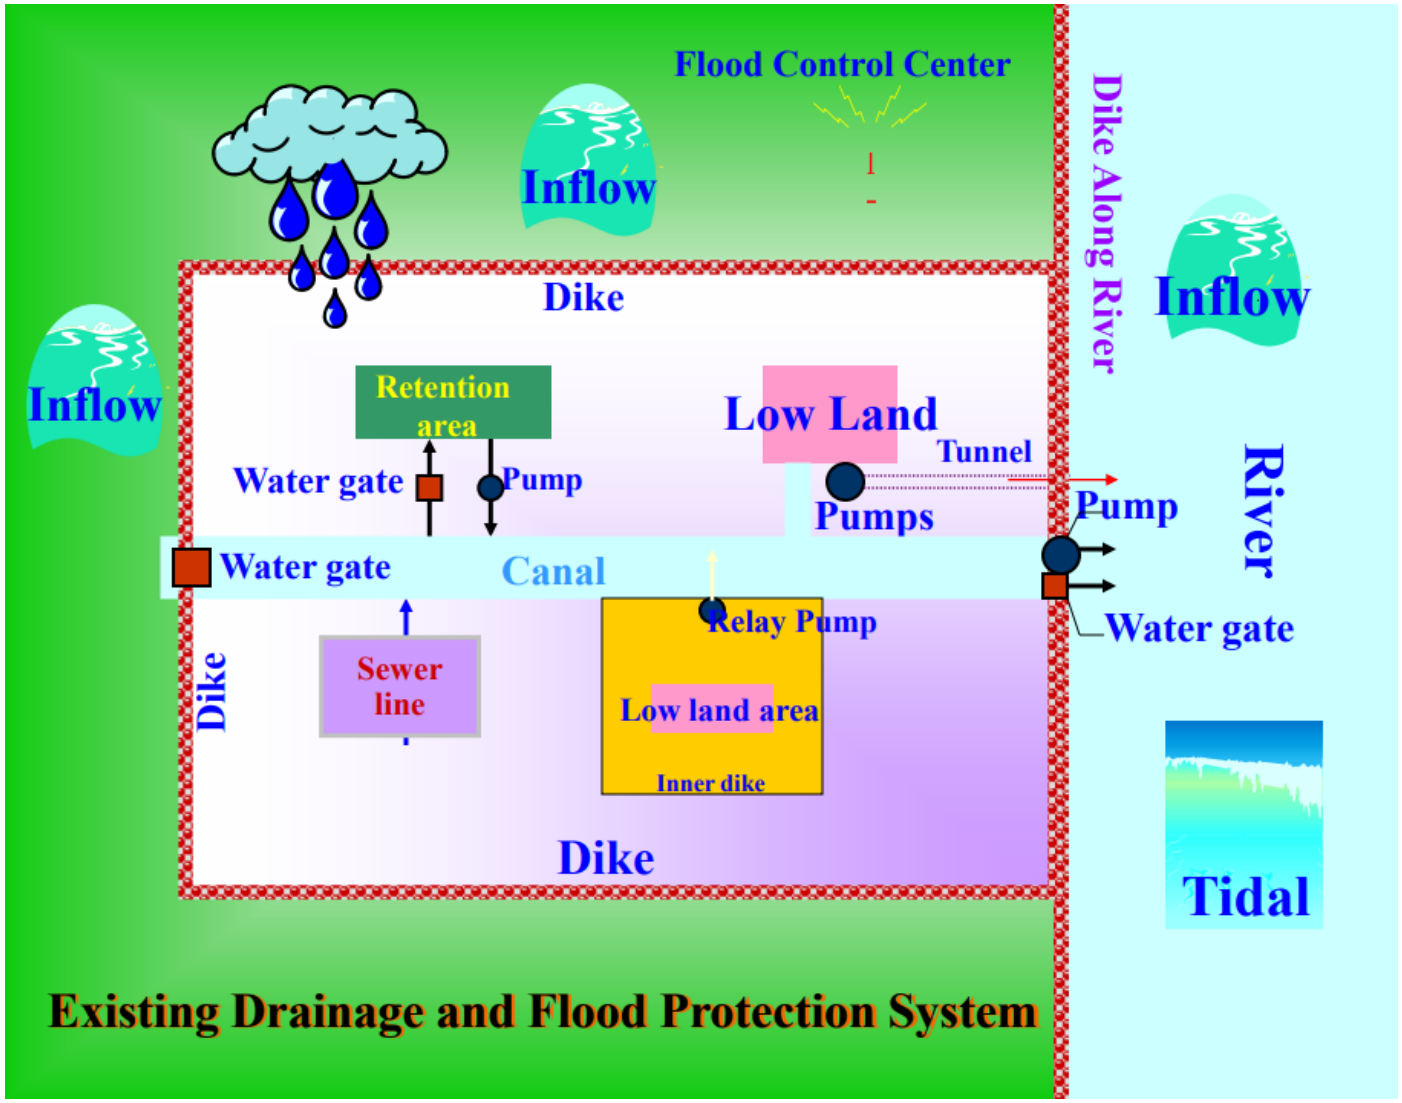 Flood Control Center
Dike Along River
Inflow
Inflow
Inflow
Dike
Retention
area
Low Land
Tunnel
Water gate
Pump
Pumps
Pump
River
Water gate
Canal
Relay Pump
Water gate
Dike
Sewer
line
Low land area
Inner dike
Dike
Tidal
Existing Drainage and Flood Protection System